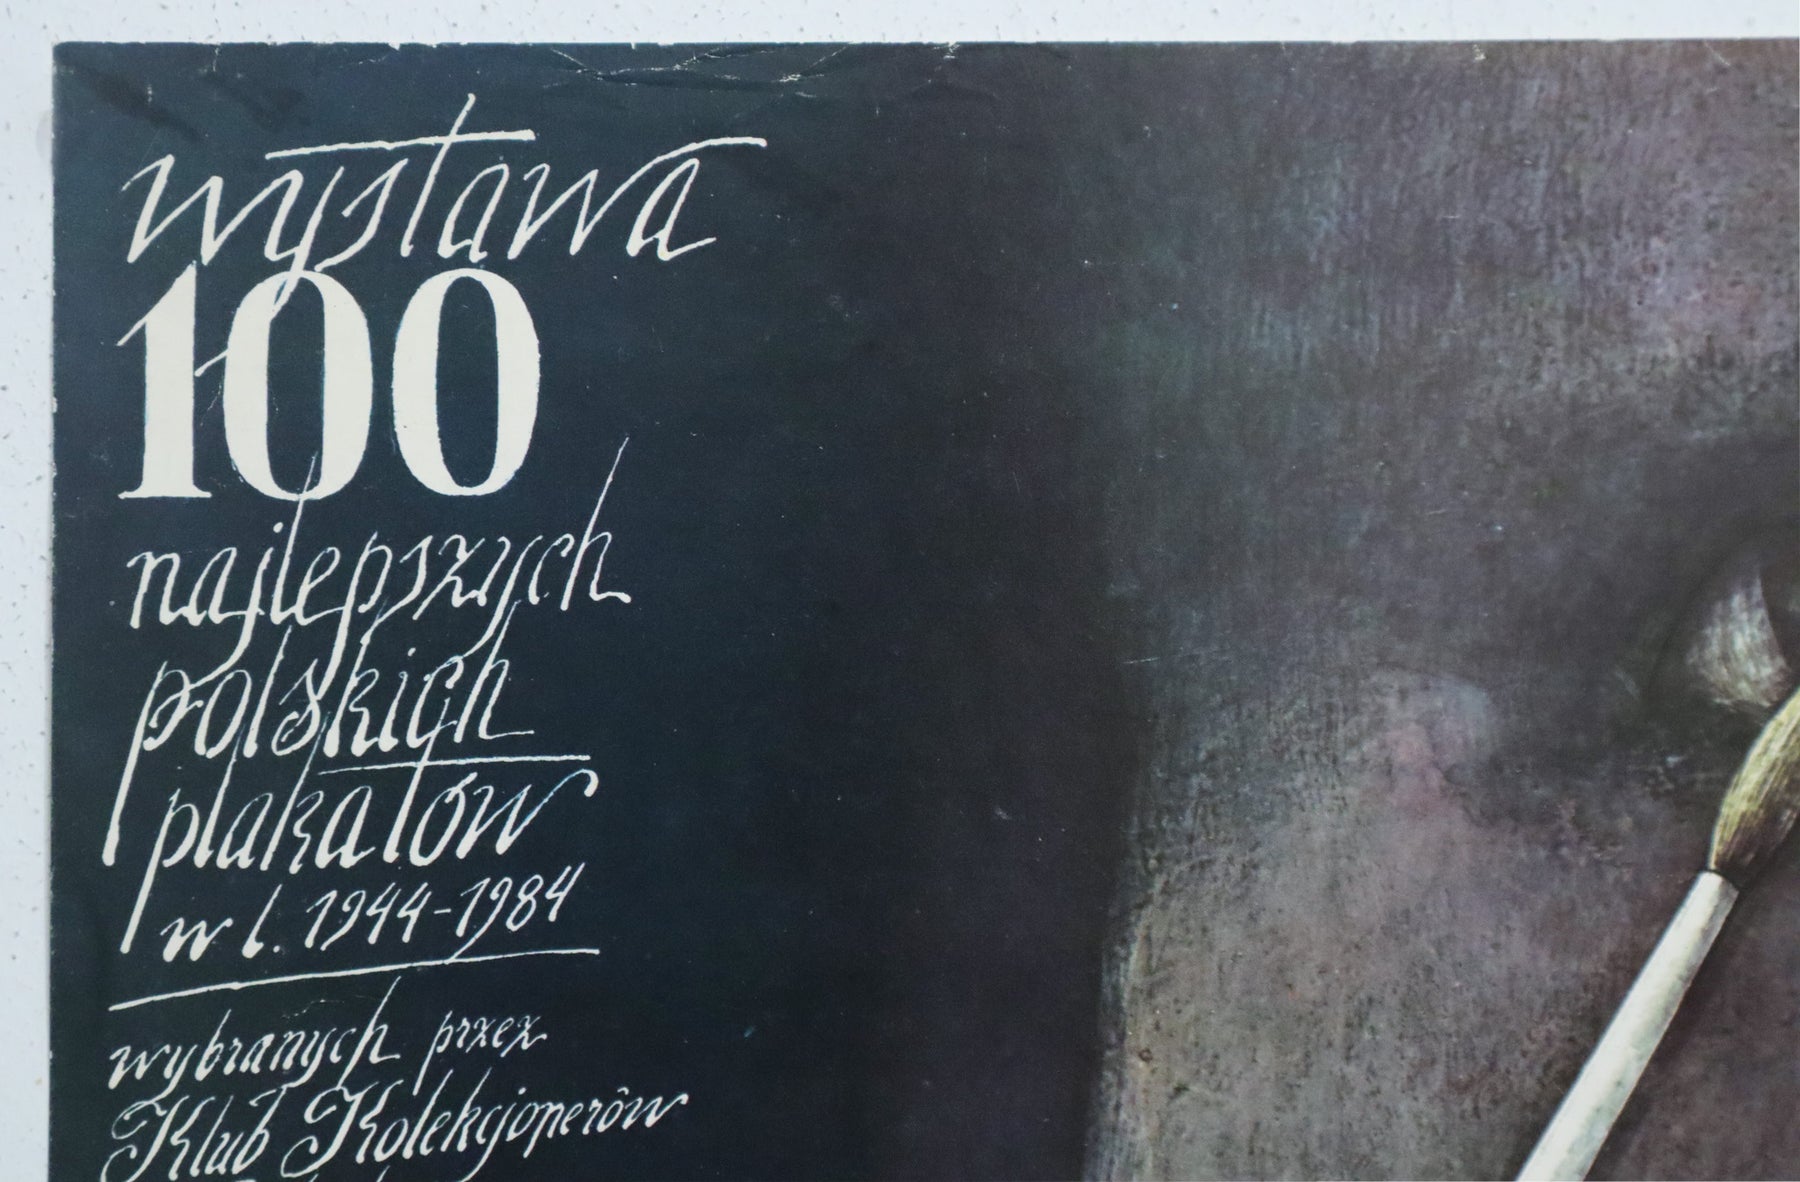 wystawa
100
najlepszych
polskich
plakatów
w l. 1944-1984
wybranych przez
Klub Kolekcjonerów